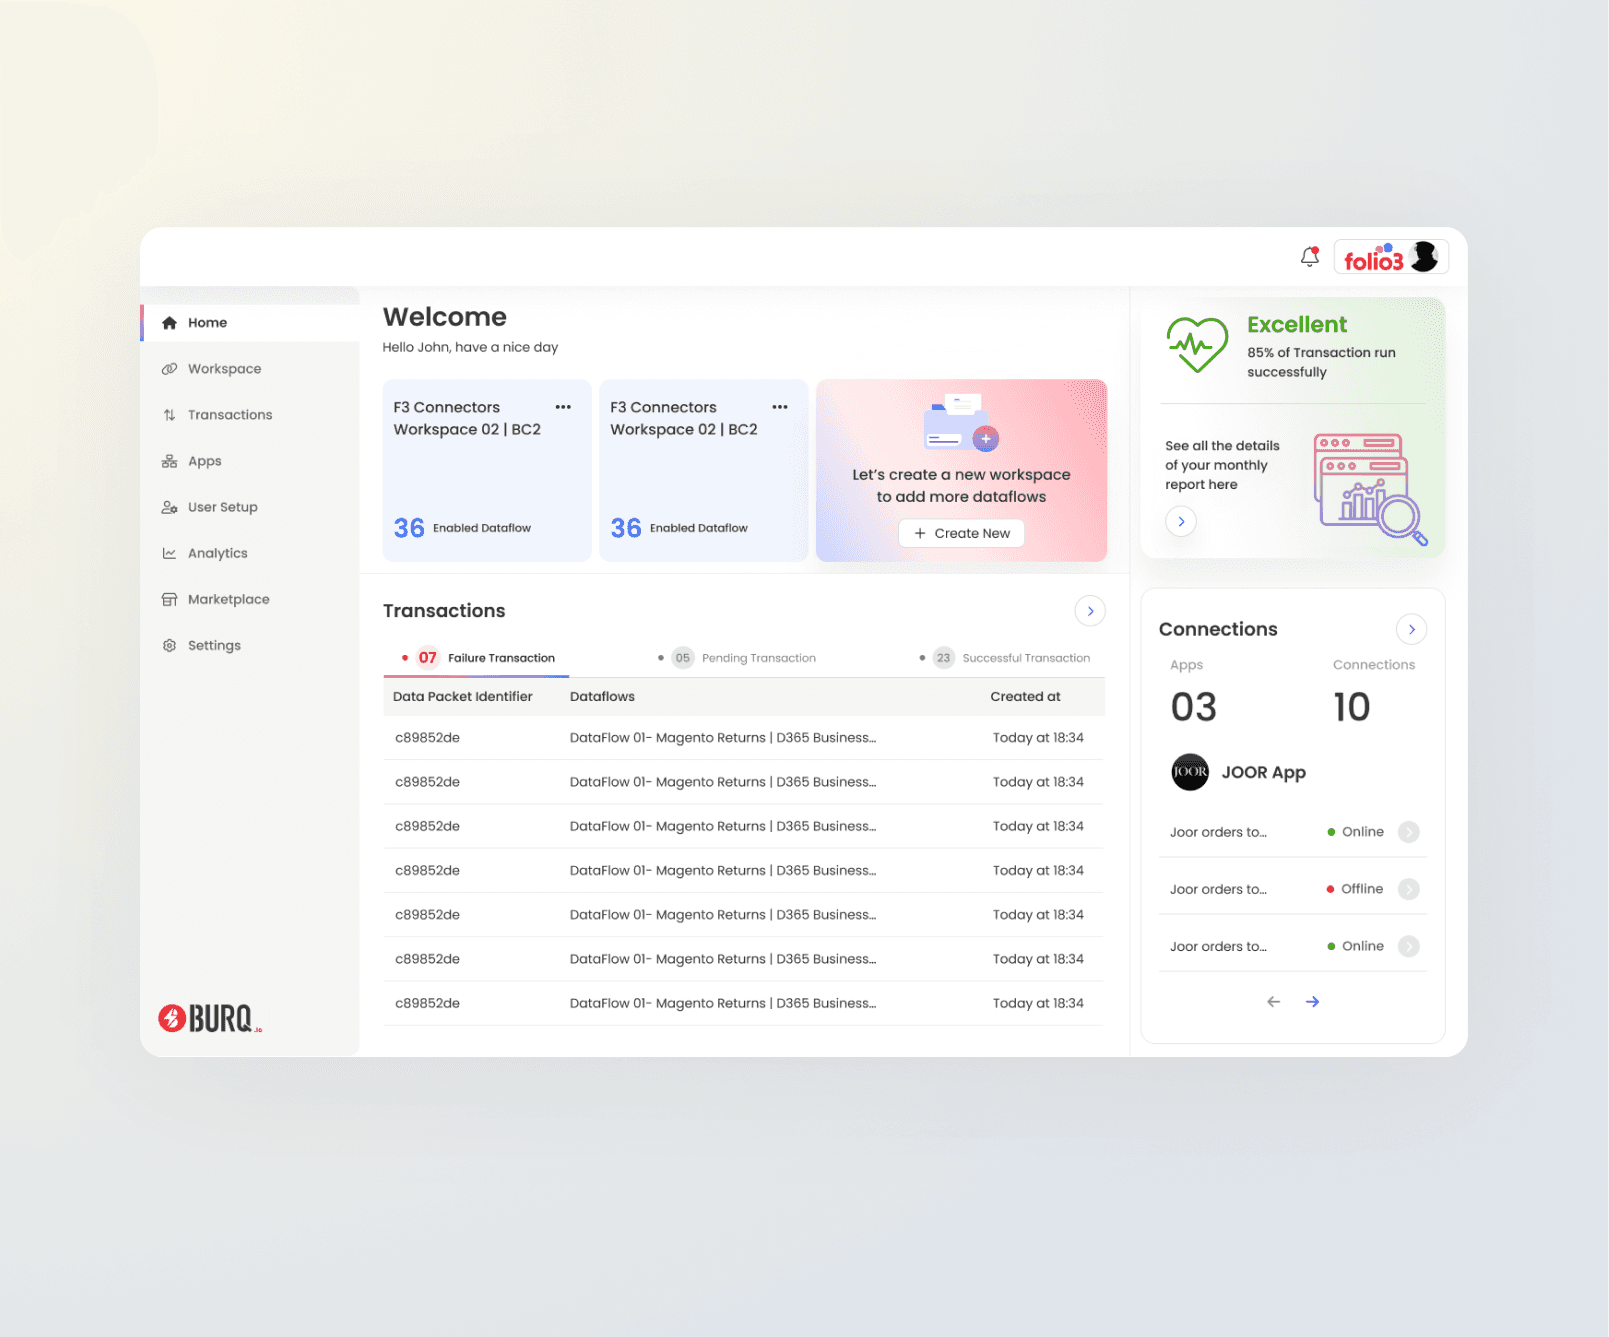 folio3
Home
Workspace
Transactions
Apps
User Setup
Analytics
Marketplace
Settings
BURQ.io
Welcome
Hello John, have a nice day
F3 Connectors
Workspace 02 | BC2
36 Enabled Dataflow
F3 Connectors
Workspace 02 | BC2
36 Enabled Dataflow
Let's create a new workspace
to add more dataflows
+ Create New
Transactions
07 Failure Transaction
05 Pending Transaction
23 Successful Transaction
Data Packet Identifier Dataflows Created at
c89852de DataFlow 01- Magento Returns | D365 Business... Today at 18:34
c89852de DataFlow 01- Magento Returns | D365 Business... Today at 18:34
c89852de DataFlow 01- Magento Returns | D365 Business... Today at 18:34
c89852de DataFlow 01- Magento Returns | D365 Business... Today at 18:34
c89852de DataFlow 01- Magento Returns | D365 Business... Today at 18:34
c89852de DataFlow 01- Magento Returns | D365 Business... Today at 18:34
c89852de DataFlow 01- Magento Returns | D365 Business... Today at 18:34
Excellent
85% of Transaction run
successfully
See all the details
of your monthly
report here
Connections
Apps Connections
03 10
JOOR JOOR App
Joor orders to... Online
Joor orders to... Offline
Joor orders to... Online